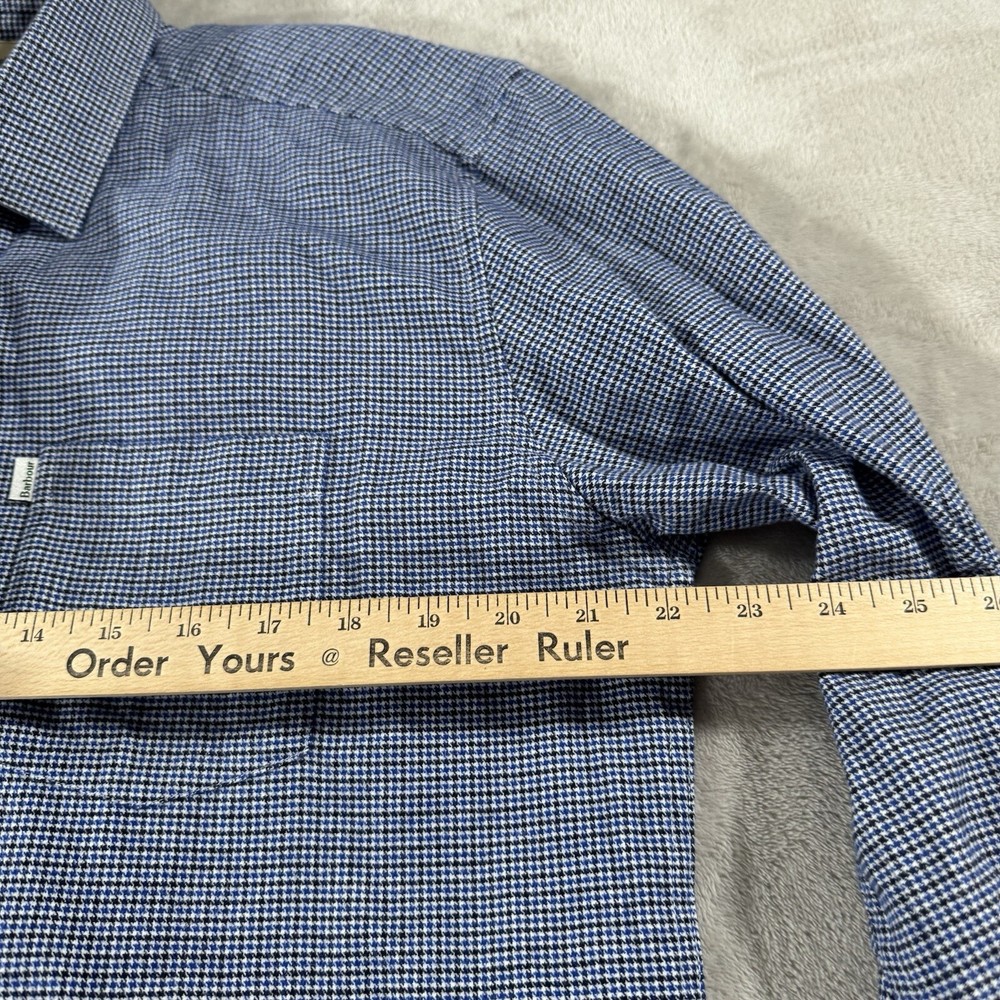 Barbour
14 15 16 17 18 19 20 21 22 23 24 25
Order Yours @ Reseller Ruler